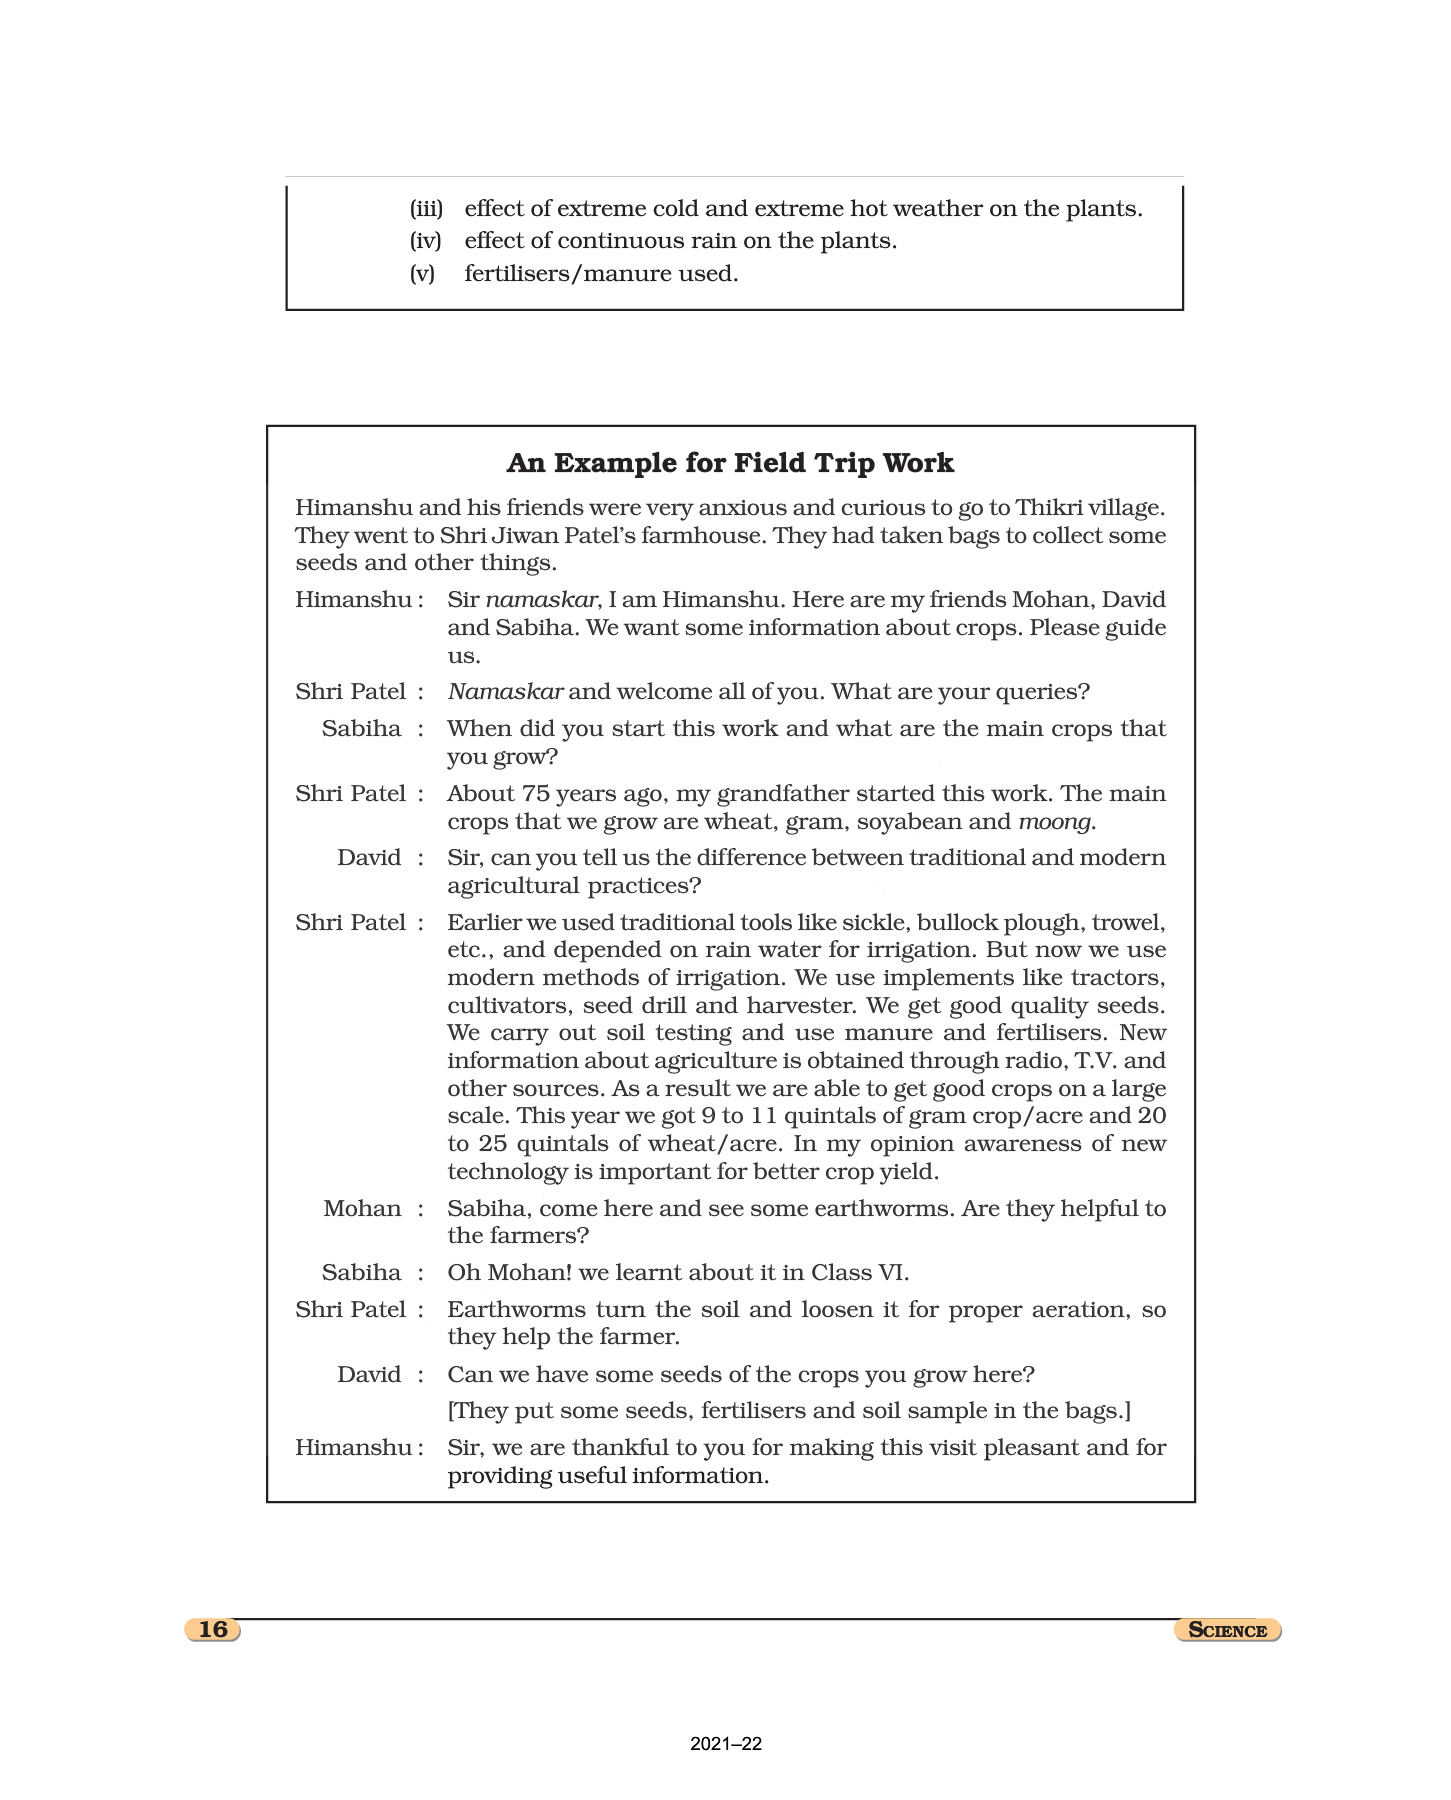 (iii) effect of extreme cold and extreme hot weather on the plants.
(iv) effect of continuous rain on the plants.
(v) fertilisers/manure used.
An Example for Field Trip Work
Himanshu and his friends were very anxious and curious to go to Thikri village.
They went to Shri Jiwan Patel's farmhouse. They had taken bags to collect some
seeds and other things.
Himanshu : Sir namaskar, I am Himanshu. Here are my friends Mohan, David
and Sabiha. We want some information about crops. Please guide
us.
Shri Patel : Namaskar and welcome all of you. What are your queries?
Sabiha : When did you start this work and what are the main crops that
you grow?
Shri Patel : About 75 years ago, my grandfather started this work. The main
crops that we grow are wheat, gram, soyabean and moong.
David : Sir, can you tell us the difference between traditional and modern
agricultural practices?
Shri Patel : Earlier we used traditional tools like sickle, bullock plough, trowel,
etc., and depended on rain water for irrigation. But now we use
modern methods of irrigation. We use implements like tractors,
cultivators, seed drill and harvester. We get good quality seeds.
We carry out soil testing and use manure and fertilisers. New
information about agriculture is obtained through radio, T.V. and
other sources. As a result we are able to get good crops on a large
scale. This year we got 9 to 11 quintals of gram crop/acre and 20
to 25 quintals of wheat/acre. In my opinion awareness of new
technology is important for better crop yield.
Mohan : Sabiha, come here and see some earthworms. Are they helpful to
the farmers?
Sabiha : Oh Mohan! we learnt about it in Class VI.
Shri Patel : Earthworms turn the soil and loosen it for proper aeration, so
they help the farmer.
David : Can we have some seeds of the crops you grow here?
[They put some seeds, fertilisers and soil sample in the bags.]
Himanshu : Sir, we are thankful to you for making this visit pleasant and for
providing useful information.
16
SCIENCE
2021–22